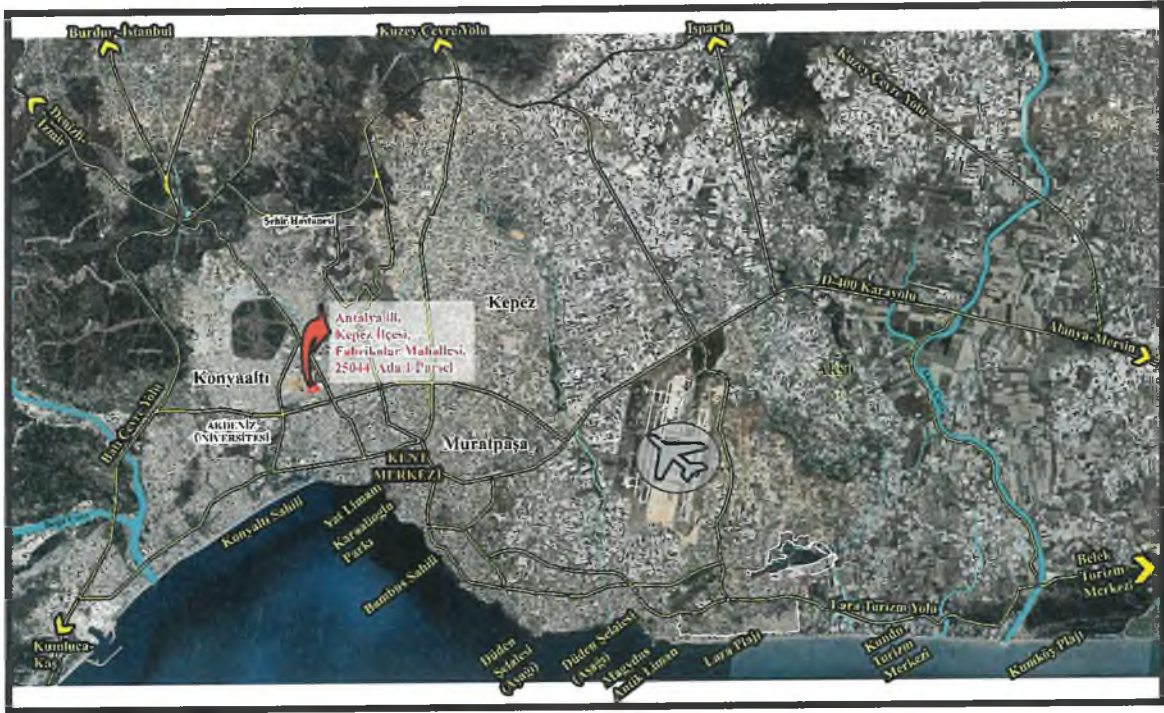 Burdur-İstanbul
Kuzey Çevre Yolu
Isparta
Kuzey Çevre Yolu
Denizli-
İzmir
Şehir Hastanesi
Kepez
Antalya ili,
Kepez İlçesi,
Fabrikalar Mahallesi,
25044 Ada 1 Parsel
D-400 Karayolu
Alanya-Mersin
AKSU
Konyaaltı
Batı Çevre Yolu
AKDENİZ
ÜNİVERSİTESİ
Muratpaşa
KENT
MERKEZİ
Konyaltı Sahili
Yat Limanı
Karaalioğlu
Parkı
Bambus Sahili
Belek
Turizm
Merkezi
Lara Turizm Yolu
Kumluca-
Kaş
Düden
Şelalesi
(Aşağı)
Düden Şelalesi
(Aşağı)
Magydus
Antik Liman
Lara Plajı
Kundu
Turizm
Merkezi
Kumköy Plajı